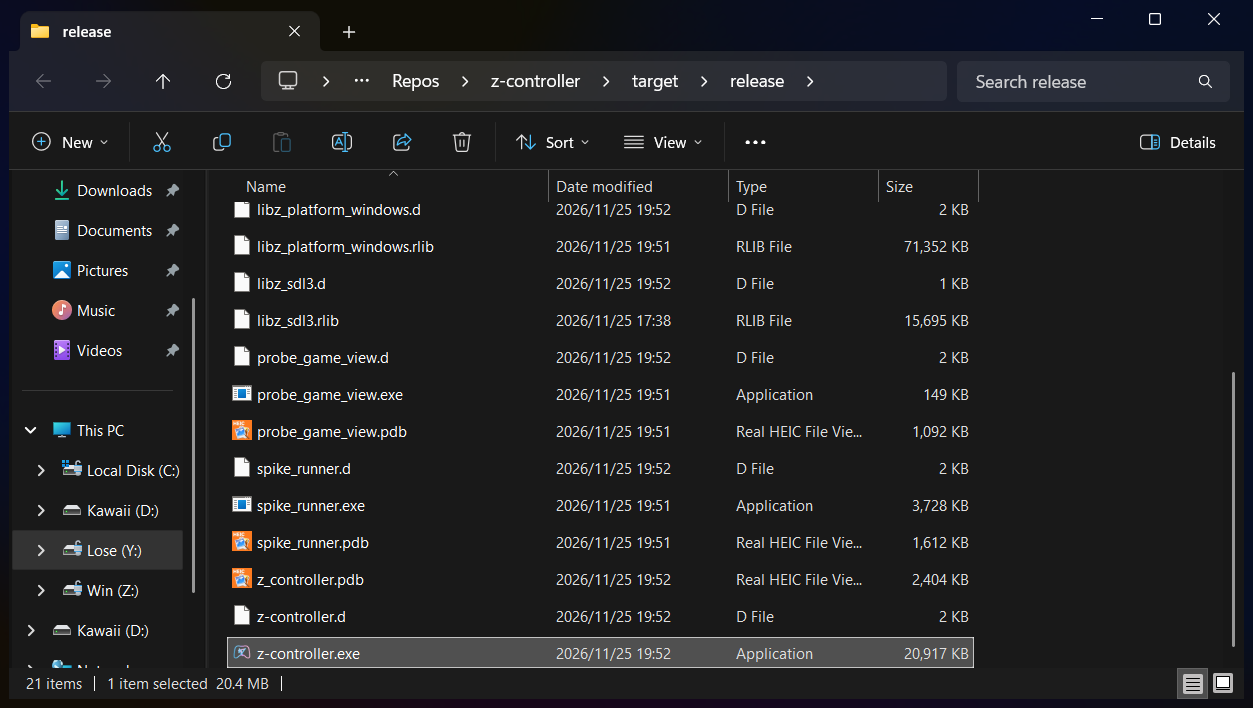 release
Repos > z-controller > target > release >
Search release
New
Sort
View
Details
Name Date modified Type Size
libz_platform_windows.d 2026/11/25 19:52 D File 2 KB
libz_platform_windows.rlib 2026/11/25 19:51 RLIB File 71,352 KB
libz_sdl3.d 2026/11/25 19:52 D File 1 KB
libz_sdl3.rlib 2026/11/25 17:38 RLIB File 15,695 KB
probe_game_view.d 2026/11/25 19:52 D File 2 KB
probe_game_view.exe 2026/11/25 19:51 Application 149 KB
probe_game_view.pdb 2026/11/25 19:51 Real HEIC File Vie... 1,092 KB
spike_runner.d 2026/11/25 19:52 D File 2 KB
spike_runner.exe 2026/11/25 19:51 Application 3,728 KB
spike_runner.pdb 2026/11/25 19:51 Real HEIC File Vie... 1,612 KB
z_controller.pdb 2026/11/25 19:52 Real HEIC File Vie... 2,404 KB
z-controller.d 2026/11/25 19:52 D File 2 KB
z-controller.exe 2026/11/25 19:52 Application 20,917 KB
Downloads
Documents
Pictures
Music
Videos
This PC
Local Disk (C:)
Kawaii (D:)
Lose (Y:)
Win (Z:)
Kawaii (D:)
21 items | 1 item selected 20.4 MB |